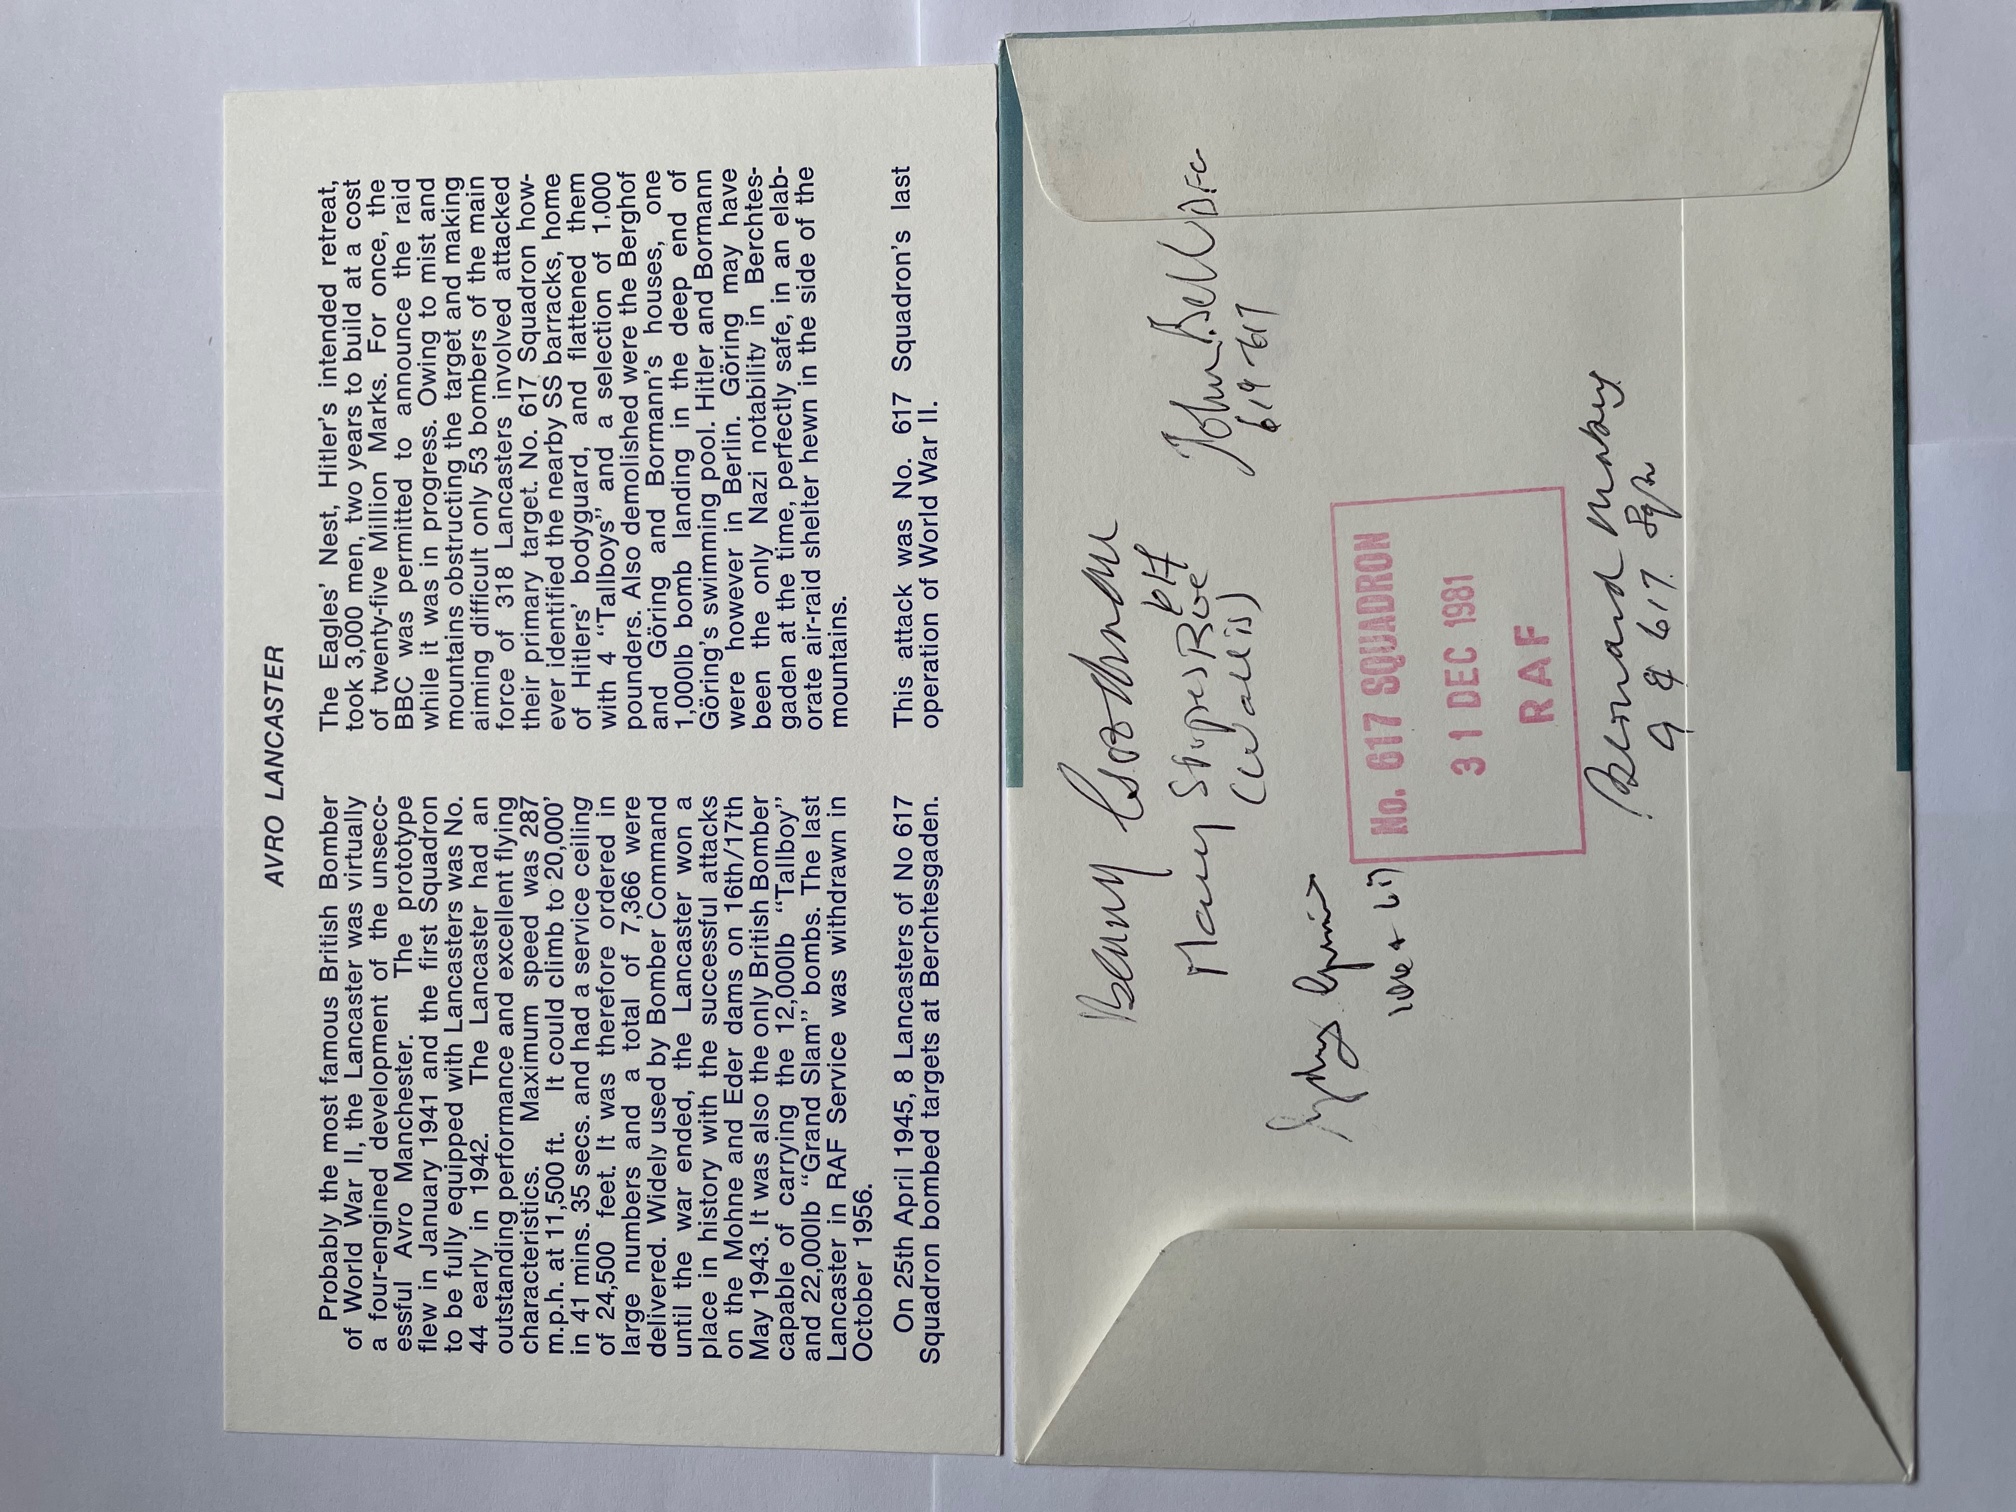 AVRO LANCASTER
Probably the most famous British Bomber
of World War II, the Lancaster was virtually
a four-engined development of the unsucc-
essful Avro Manchester. The prototype
flew in January 1941 and the first Squadron
to be fully equipped with Lancasters was No.
44 early in 1942. The Lancaster had an
outstanding performance and excellent flying
characteristics. Maximum speed was 287
m.p.h. at 11,500 ft. It could climb to 20,000'
in 41 mins. 35 secs. and had a service ceiling
of 24,500 feet. It was therefore ordered in
large numbers and a total of 7,366 were
delivered. Widely used by Bomber Command
until the war ended, the Lancaster won a
place in history with the successful attacks
on the Mohne and Eder dams on 16th/17th
May 1943. It was also the only British Bomber
capable of carrying the 12,000lb “Tallboy”
and 22,000lb “Grand Slam” bombs. The last
Lancaster in RAF Service was withdrawn in
October 1956.
On 25th April 1945, 8 Lancasters of No 617
Squadron bombed targets at Berchtesgaden.
The Eagles' Nest, Hitler's intended retreat,
took 3,000 men, two years to build at a cost
of twenty-five Million Marks. For once, the
BBC was permitted to announce the raid
while it was in progress. Owing to mist and
mountains obstructing the target and making
aiming difficult only 53 bombers of the main
force of 318 Lancasters involved attacked
their primary target. No. 617 Squadron how-
ever identified the nearby SS barracks, home
of Hitlers' bodyguard, and flattened them
with 4 “Tallboys” and a selection of 1,000
pounders. Also demolished were the Berghof
and Göring and Bormann's houses, one
1,000lb bomb landing in the deep end of
Göring's swimming pool. Hitler and Bormann
were however in Berlin. Göring may have
been the only Nazi notability in Berchtes-
gaden at the time, perfectly safe, in an elab-
orate air-raid shelter hewn in the side of the
mountains.
This attack was No. 617 Squadron's last
operation of World War II.
Benny Goodman
Mary Stopes Roe
(Wallis)
John Bell DFC
619-617
No. 617 SQUADRON
31 DEC 1981
RAF
Bernard
9 & 617 Sqdn